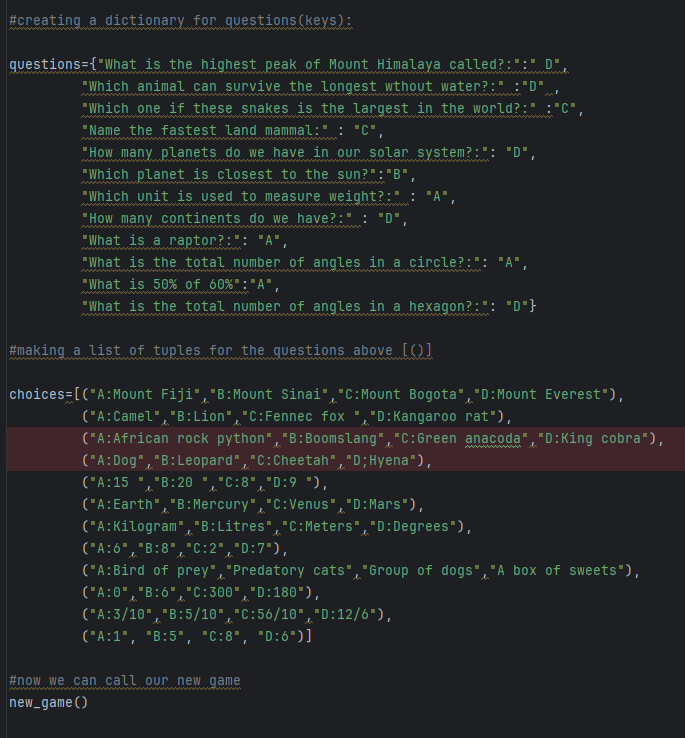 #creating a dictionary for questions(keys):
questions={"What is the highest peak of Mount Himalaya called?:":" D",
"Which animal can survive the longest wthout water?:" :"D" ,
"Which one if these snakes is the largest in the world?:" :"C",
"Name the fastest land mammal:" : "C",
"How many planets do we have in our solar system?:": "D",
"Which planet is closest to the sun?":"B",
"Which unit is used to measure weight?:" : "A",
"How many continents do we have?:" : "D",
"What is a raptor?:": "A",
"What is the total number of angles in a circle?:": "A",
"What is 50% of 60%":"A",
"What is the total number of angles in a hexagon?:": "D"}
#making a list of tuples for the questions above [()]
choices=[("A:Mount Fiji","B:Mount Sinai","C:Mount Bogota","D:Mount Everest"),
("A:Camel","B:Lion","C:Fennec fox ","D:Kangaroo rat"),
("A:African rock python","B:Boomslang","C:Green anacoda","D:King cobra"),
("A:Dog","B:Leopard","C:Cheetah","D;Hyena"),
("A:15 ","B:20 ","C:8","D:9 "),
("A:Earth","B:Mercury","C:Venus","D:Mars"),
("A:Kilogram","B:Litres","C:Meters","D:Degrees"),
("A:6","B:8","C:2","D:7"),
("A:Bird of prey","Predatory cats","Group of dogs","A box of sweets"),
("A:0","B:6","C:300","D:180"),
("A:3/10","B:5/10","C:56/10","D:12/6"),
("A:1", "B:5", "C:8", "D:6")]
#now we can call our new game
new_game()